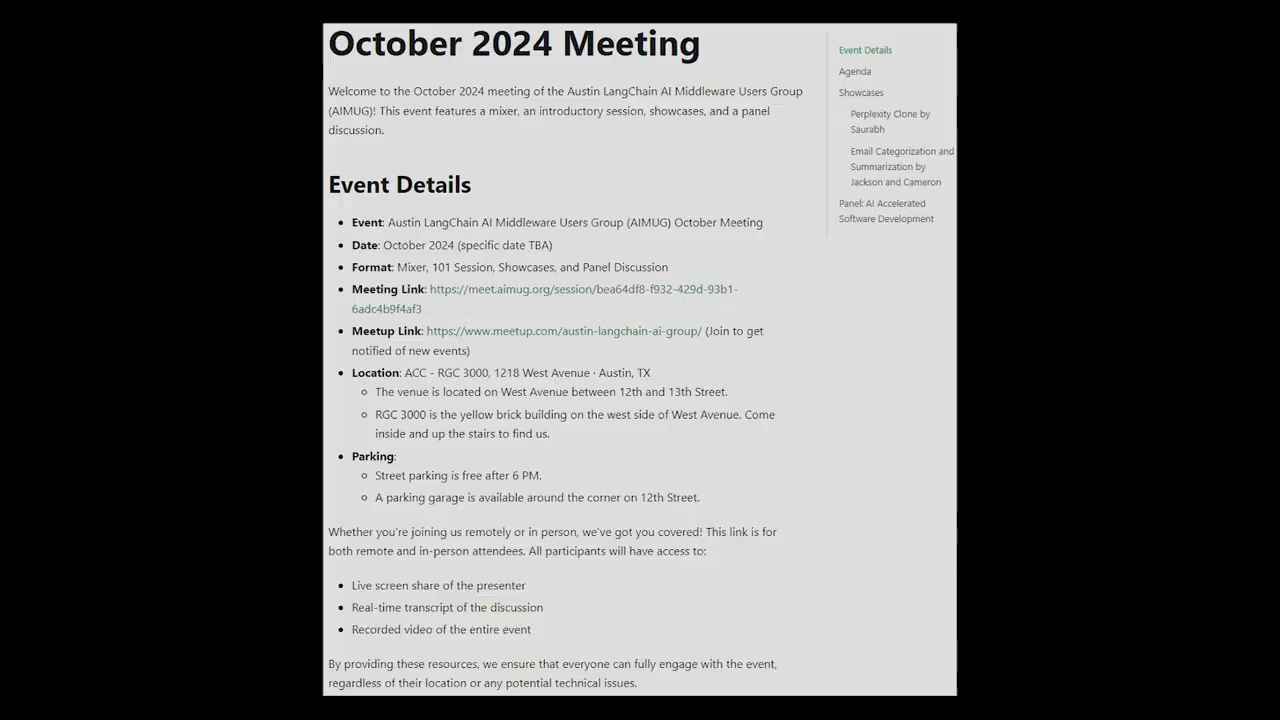 October 2024 Meeting
Welcome to the October 2024 meeting of the Austin LangChain AI Middleware Users Group
(AIMUG)! This event features a mixer, an introductory session, showcases, and a panel
discussion.
Event Details
• Event: Austin LangChain AI Middleware Users Group (AIMUG) October Meeting
• Date: October 2024 (specific date TBA)
• Format: Mixer, 101 Session, Showcases, and Panel Discussion
• Meeting Link: https://meet.aimug.org/session/bea64df8-f932-429d-93b1-
6adc4b9f4af3
• Meetup Link: https://www.meetup.com/austin-langchain-ai-group/ (Join to get
notified of new events)
• Location: ACC - RGC 3000, 1218 West Avenue · Austin, TX
○ The venue is located on West Avenue between 12th and 13th Street.
○ RGC 3000 is the yellow brick building on the west side of West Avenue. Come
inside and up the stairs to find us.
• Parking:
○ Street parking is free after 6 PM.
○ A parking garage is available around the corner on 12th Street.
Whether you're joining us remotely or in person, we've got you covered! This link is for
both remote and in-person attendees. All participants will have access to:
• Live screen share of the presenter
• Real-time transcript of the discussion
• Recorded video of the entire event
By providing these resources, we ensure that everyone can fully engage with the event,
regardless of their location or any potential technical issues.
Event Details
Agenda
Showcases
Perplexity Clone by
Saurabh
Email Categorization and
Summarization by
Jackson and Cameron
Panel: AI Accelerated
Software Development